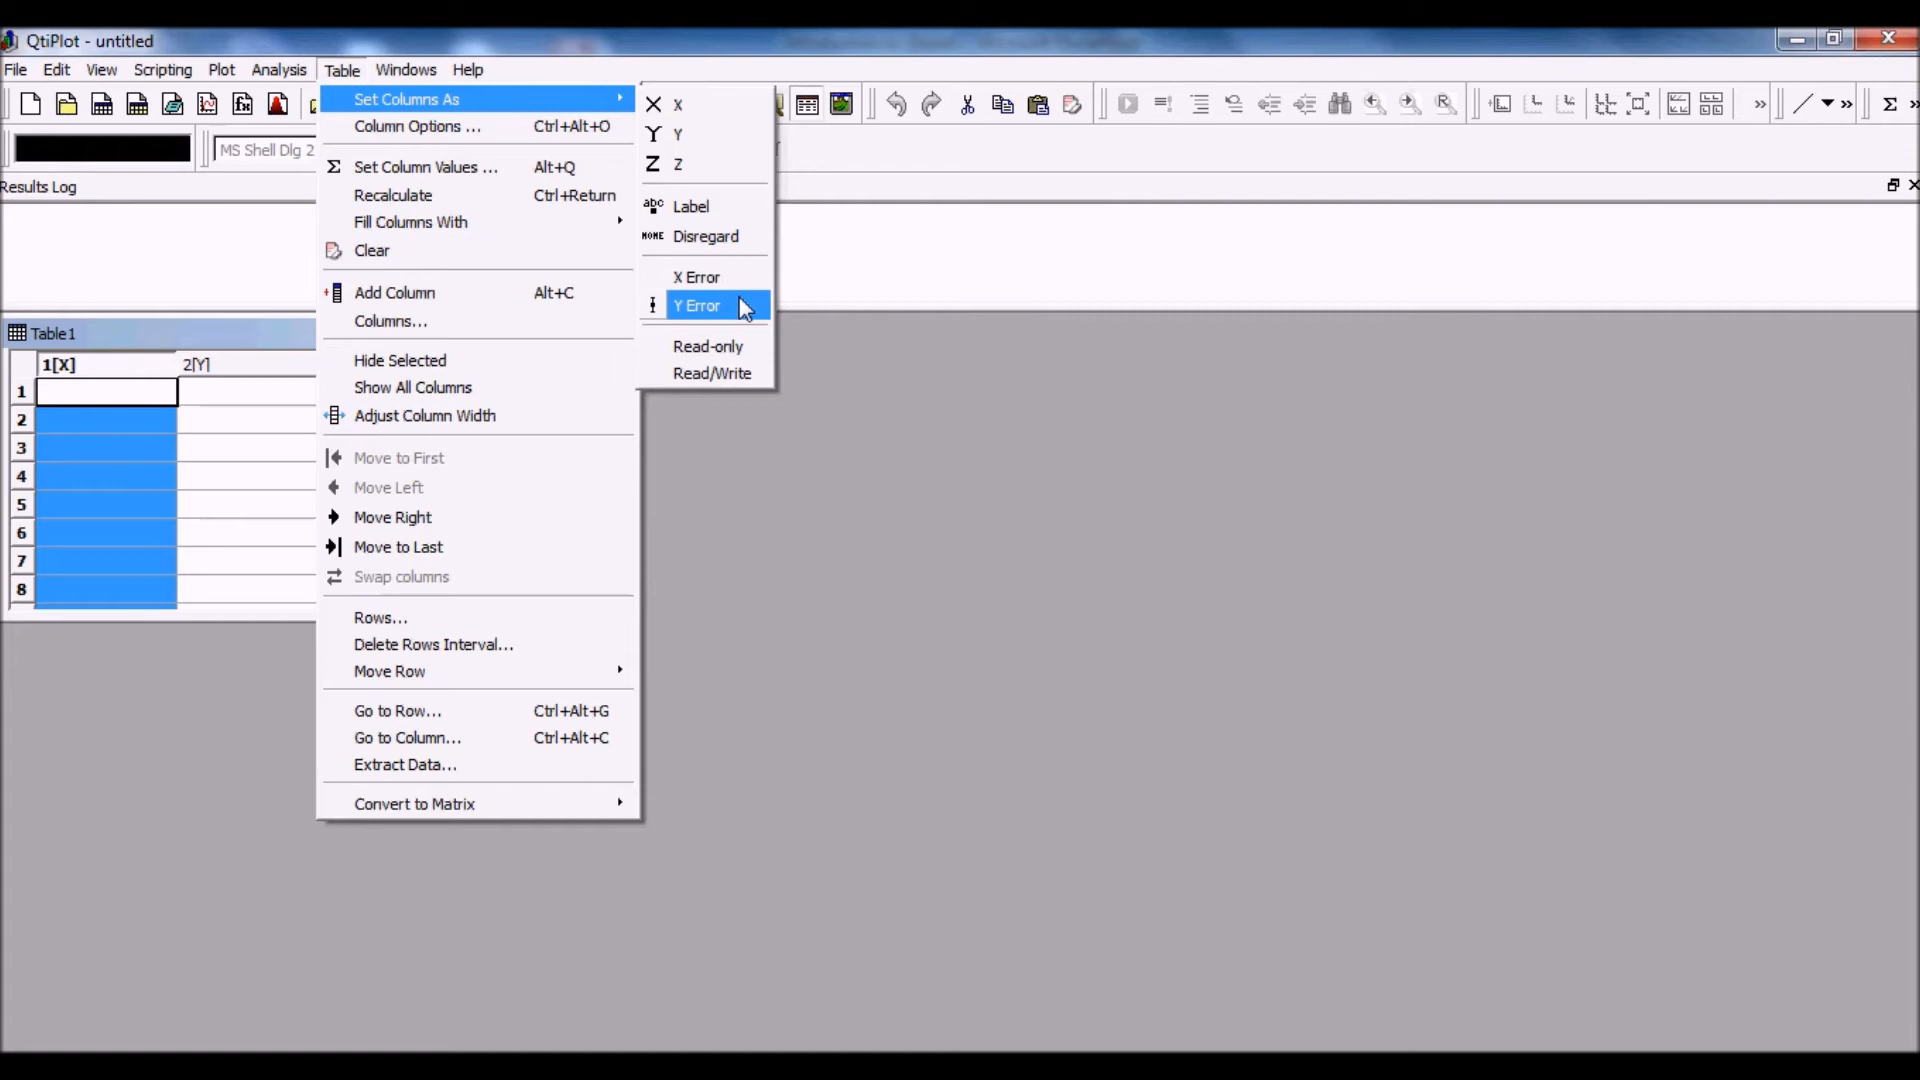 QtiPlot - untitled
File Edit View Scripting Plot Analysis Table Windows Help
MS Shell Dlg 2
Results Log
Set Columns As
Column Options ... Ctrl+Alt+O
Set Column Values ... Alt+Q
Recalculate Ctrl+Return
Fill Columns With
Clear
Add Column Alt+C
Columns...
Hide Selected
Show All Columns
Adjust Column Width
Move to First
Move Left
Move Right
Move to Last
Swap columns
Rows...
Delete Rows Interval...
Move Row
Go to Row... Ctrl+Alt+G
Go to Column... Ctrl+Alt+C
Extract Data...
Convert to Matrix
X X
Y Y
Z Z
abc Label
NONE Disregard
X Error
Y Error
Read-only
Read/Write
Table1
1[X] 2[Y]
1
2
3
4
5
6
7
8